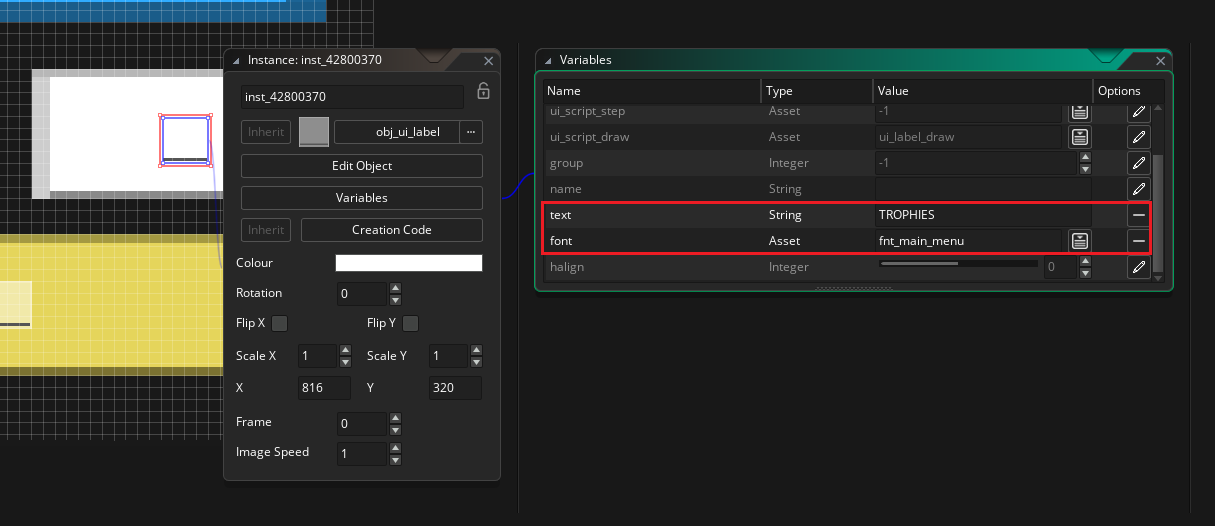 Instance: inst_42800370
inst_42800370
Inherit obj_ui_label ...
Edit Object
Variables
Inherit Creation Code
Colour
Rotation 0
Flip X Flip Y
Scale X 1 Scale Y 1
X 816 Y 320
Frame 0
Image Speed 1
Variables
Name Type Value Options
ui_script_step Asset -1
ui_script_draw Asset ui_label_draw
group Integer -1
name String
text String TROPHIES
font Asset fnt_main_menu
halign Integer 0